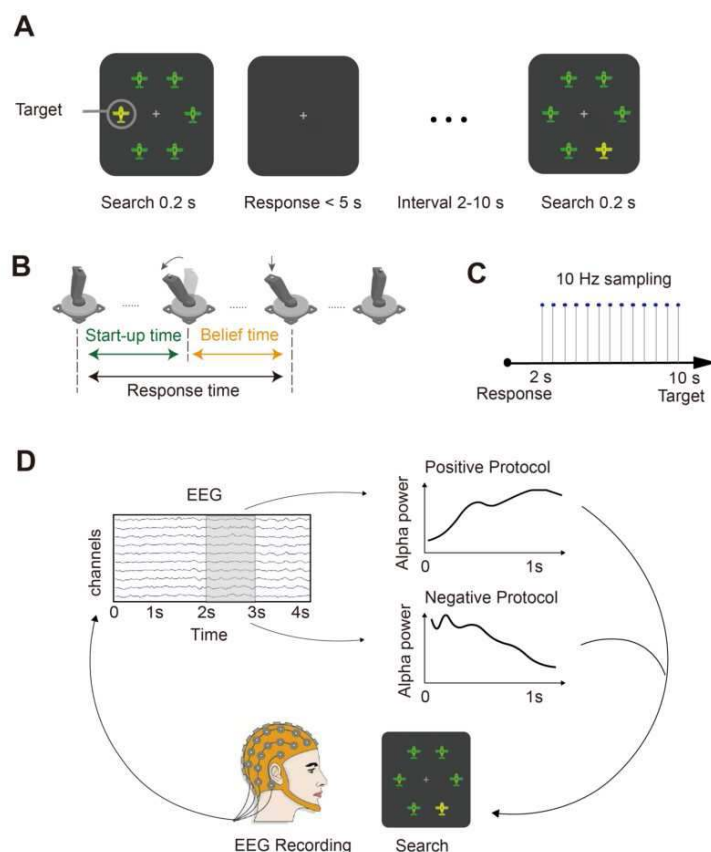 A
Target
Search 0.2 s
Response < 5 s
Interval 2-10 s
Search 0.2 s
B
Start-up time
Belief time
Response time
C
10 Hz sampling
2 s
10 s
Response
Target
D
EEG
channels
0 1s 2s 3s 4s
Time
Positive Protocol
Alpha power
0 1s
Negative Protocol
Alpha power
0 1s
EEG Recording
Search